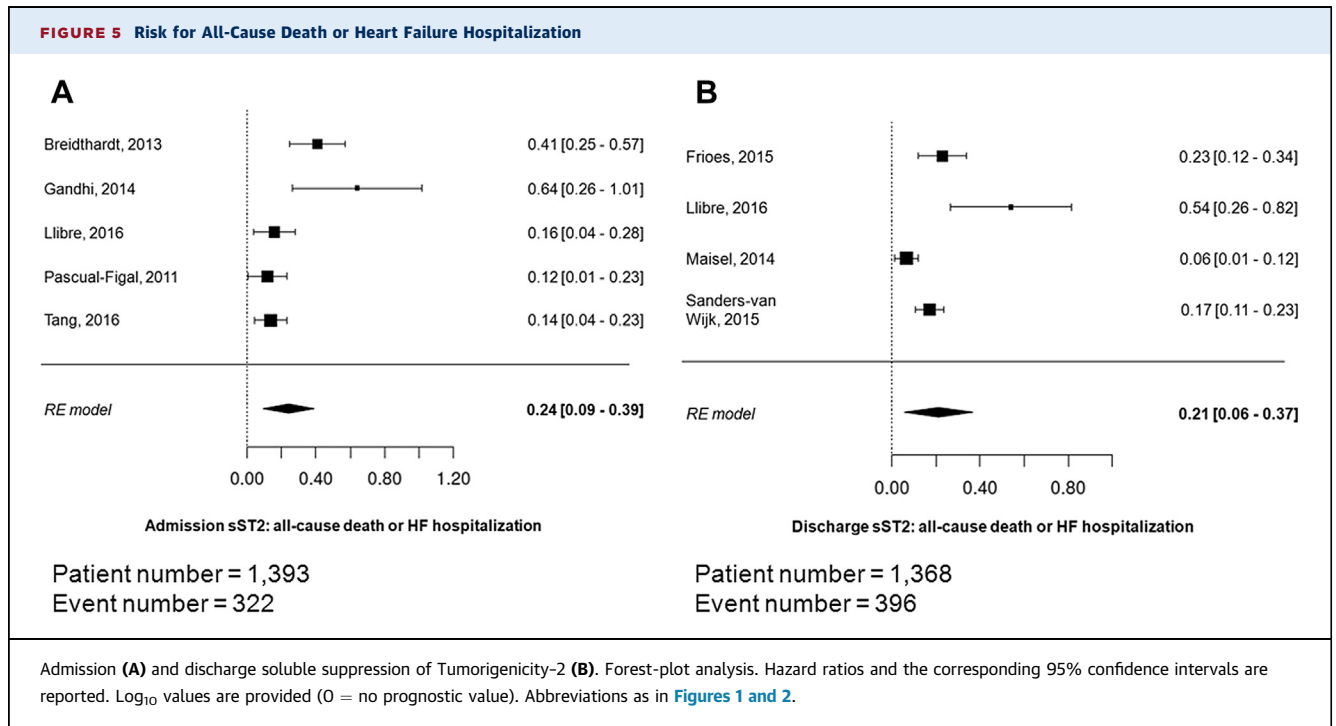 FIGURE 5 Risk for All-Cause Death or Heart Failure Hospitalization
A
Breidthardt, 2013 0.41 [0.25 - 0.57]
Gandhi, 2014 0.64 [0.26 - 1.01]
Llibre, 2016 0.16 [0.04 - 0.28]
Pascual-Figal, 2011 0.12 [0.01 - 0.23]
Tang, 2016 0.14 [0.04 - 0.23]
RE model 0.24 [0.09 - 0.39]
0.00 0.40 0.80 1.20
Admission sST2: all-cause death or HF hospitalization
Patient number = 1,393
Event number = 322
B
Frioes, 2015 0.23 [0.12 - 0.34]
Llibre, 2016 0.54 [0.26 - 0.82]
Maisel, 2014 0.06 [0.01 - 0.12]
Sanders-van
Wijk, 2015 0.17 [0.11 - 0.23]
RE model 0.21 [0.06 - 0.37]
0.00 0.40 0.80
Discharge sST2: all-cause death or HF hospitalization
Patient number = 1,368
Event number = 396
Admission (A) and discharge soluble suppression of Tumorigenicity-2 (B). Forest-plot analysis. Hazard ratios and the corresponding 95% confidence intervals are
reported. Log10 values are provided (0 = no prognostic value). Abbreviations as in Figures 1 and 2.